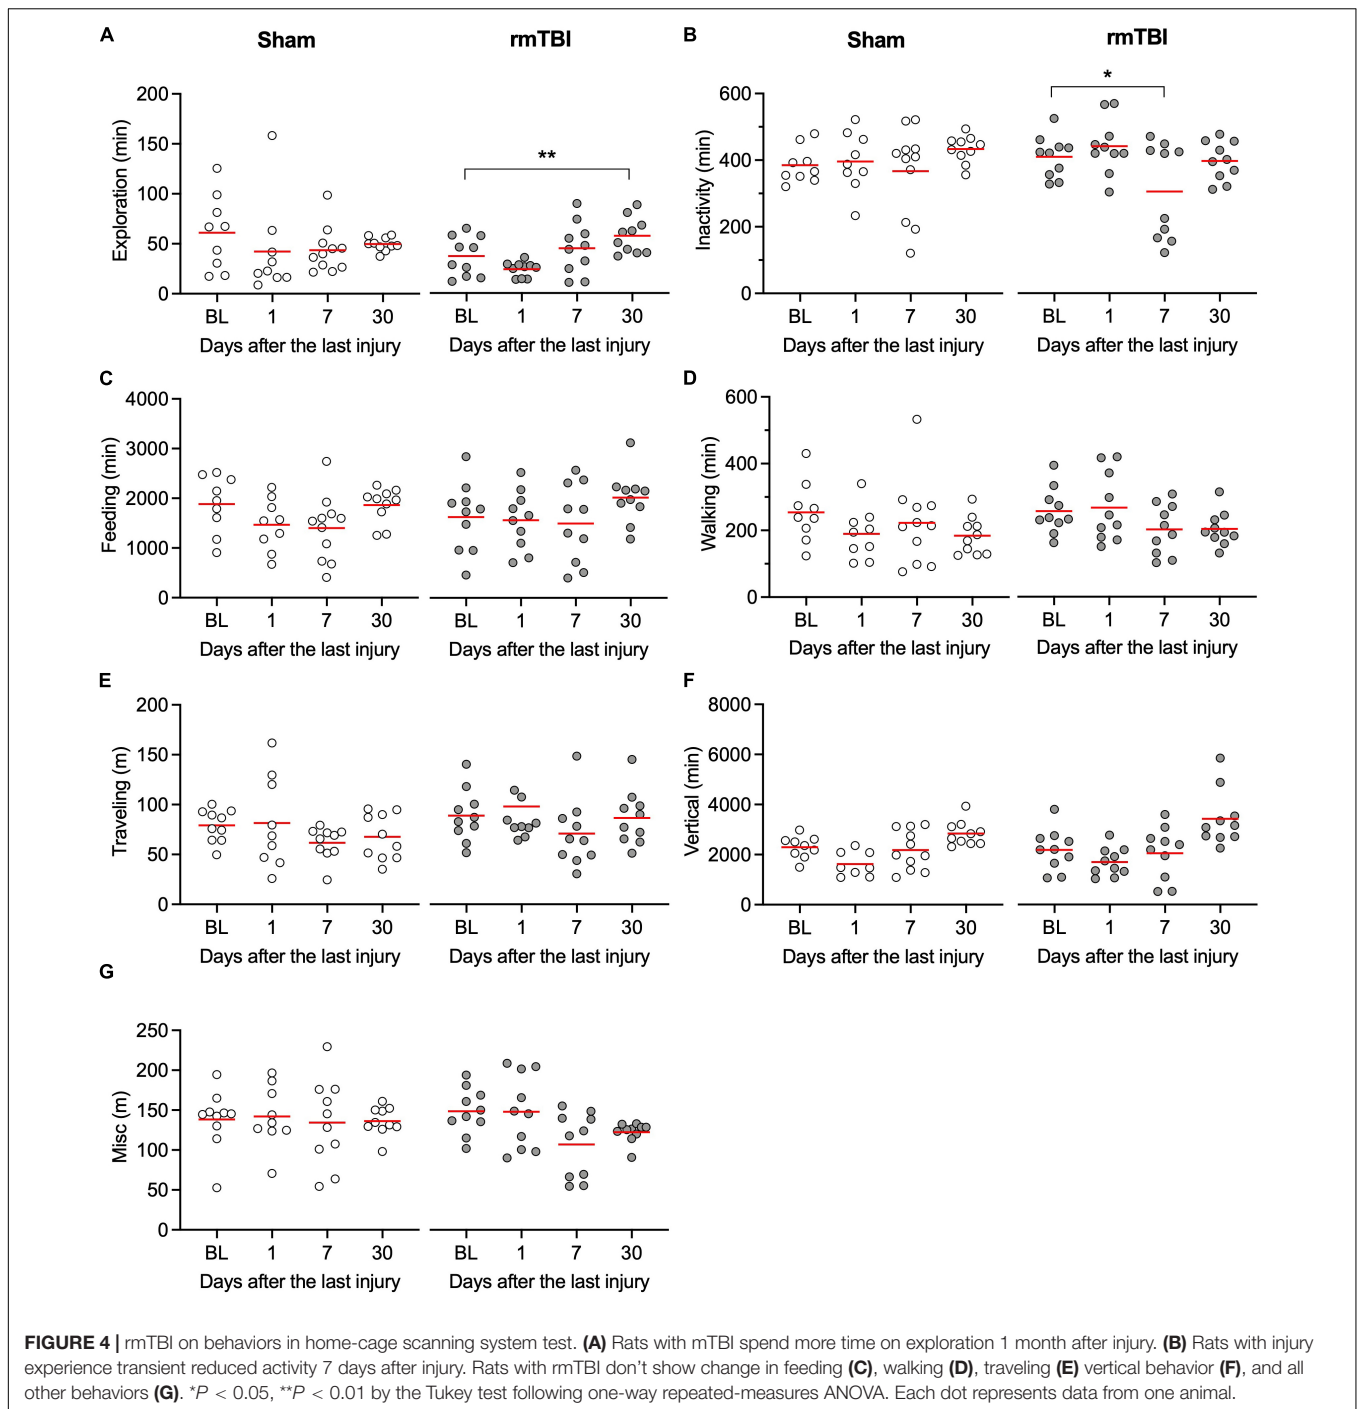 A Sham rmTBI
Exploration (min)
200
150
100
50
0
BL 1 7 30 BL 1 7 30
Days after the last injury Days after the last injury
**
B Sham rmTBI
Inactivity (min)
600
400
200
0
BL 1 7 30 BL 1 7 30
Days after the last injury Days after the last injury
*
C
Feeding (min)
4000
3000
2000
1000
0
BL 1 7 30 BL 1 7 30
Days after the last injury Days after the last injury
D
Walking (min)
600
400
200
0
BL 1 7 30 BL 1 7 30
Days after the last injury Days after the last injury
E
Traveling (m)
200
150
100
50
0
BL 1 7 30 BL 1 7 30
Days after the last injury Days after the last injury
F
Vertical (min)
8000
6000
4000
2000
0
BL 1 7 30 BL 1 7 30
Days after the last injury Days after the last injury
G
Misc (m)
250
200
150
100
50
0
BL 1 7 30 BL 1 7 30
Days after the last injury Days after the last injury
FIGURE 4 | rmTBI on behaviors in home-cage scanning system test. (A) Rats with mTBI spend more time on exploration 1 month after injury. (B) Rats with injury
experience transient reduced activity 7 days after injury. Rats with rmTBI don't show change in feeding (C), walking (D), traveling (E) vertical behavior (F), and all
other behaviors (G). *P < 0.05, **P < 0.01 by the Tukey test following one-way repeated-measures ANOVA. Each dot represents data from one animal.